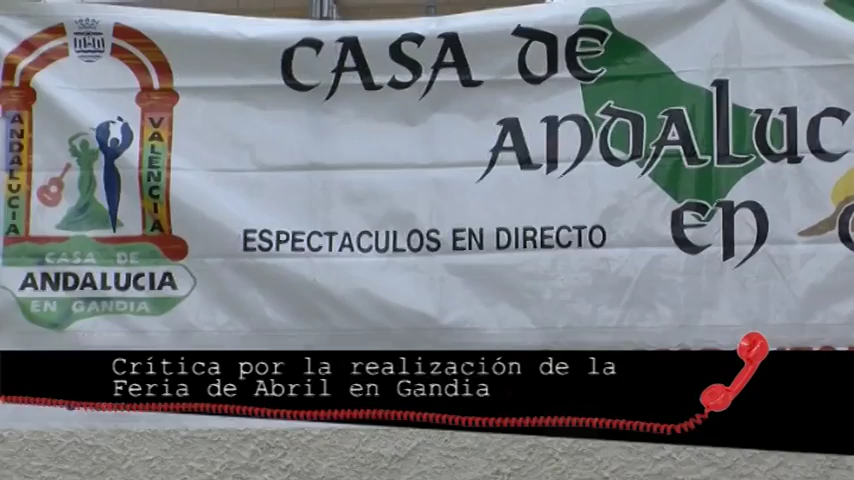 CASA DE
ANDALUC
EN
ESPECTACULOS EN DIRECTO
ANDALUCIA
VALENCIA
CASA DE
ANDALUCIA
EN GANDIA
Crítica por la realización de la
Feria de Abril en Gandia